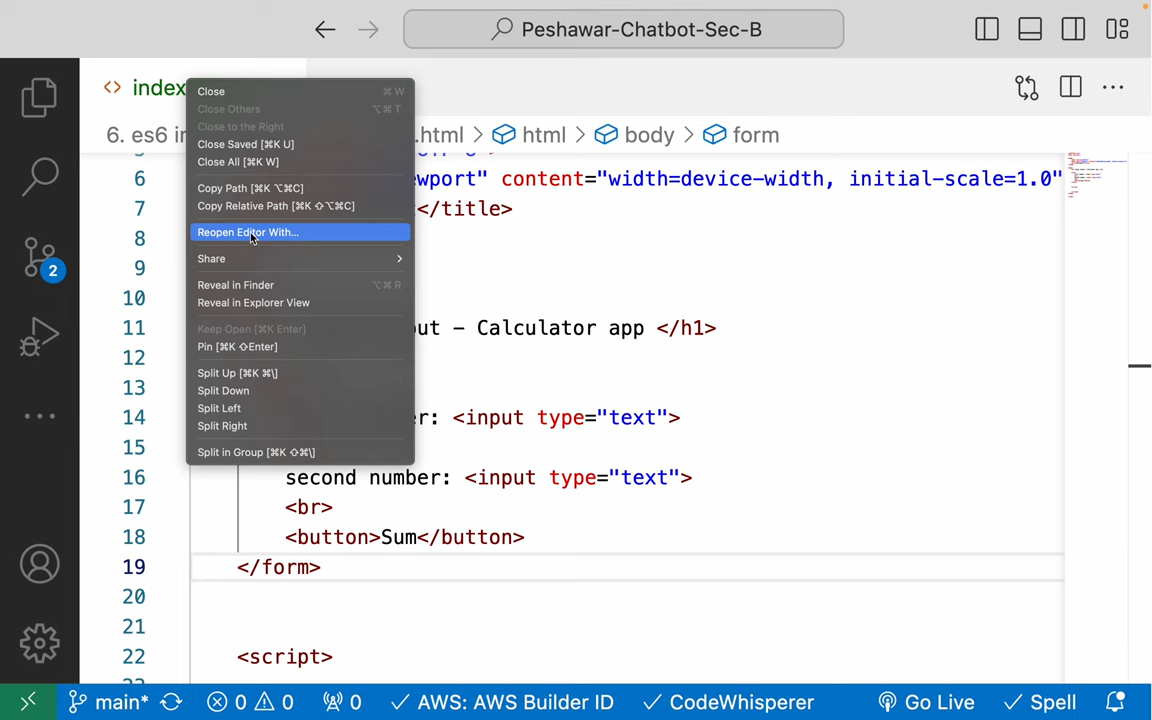 Peshawar-Chatbot-Sec-B
index
6. es6 in
.html > html > body > form
Close ⌘ W
Close Others ⌥ ⌘ T
Close to the Right
Close Saved [⌘K U]
Close All [⌘K W]
Copy Path [⌘K ⌥⌘C]
Copy Relative Path [⌘K ⇧⌥⌘C]
Reopen Editor With...
Share >
Reveal in Finder ⌥ ⌘ R
Reveal in Explorer View
Keep Open [⌘K Enter]
Pin [⌘K ⇧Enter]
Split Up [⌘K ⌘\]
Split Down
Split Left
Split Right
Split in Group [⌘K ⇧⌘\]
6 ewport" content="width=device-width, initial-scale=1.0"
7 </title>
8
9
10
11 out - Calculator app </h1>
12
13
14 r: <input type="text">
15
16 second number: <input type="text">
17 <br>
18 <button>Sum</button>
19 </form>
20
21
22 <script>
2
main* 0 0 0 AWS: AWS Builder ID CodeWhisperer Go Live Spell